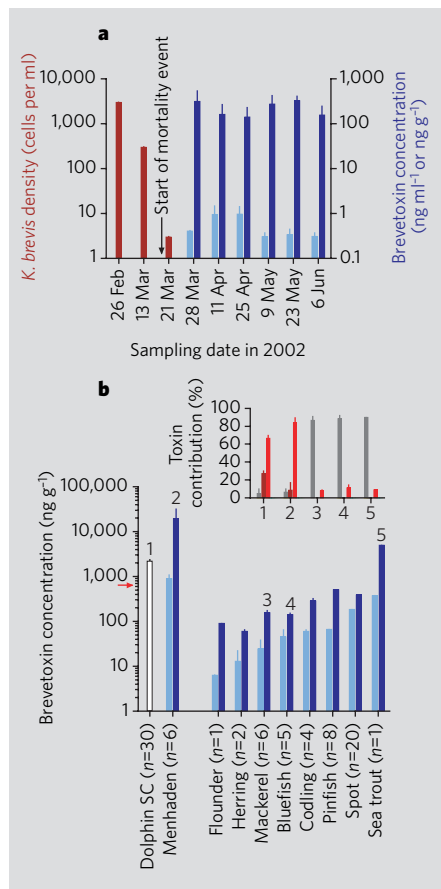 a
K. brevis density (cells per ml)
10,000
1,000
100
10
1
Start of mortality event
1,000
100
10
1
0.1
Brevetoxin concentration
(ng ml⁻¹ or ng g⁻¹)
26 Feb
13 Mar
21 Mar
28 Mar
11 Apr
25 Apr
9 May
23 May
6 Jun
Sampling date in 2002
b
Toxin
contribution (%)
100
80
60
40
20
0
1
2
3
4
5
Brevetoxin concentration (ng g⁻¹)
100,000
10,000
1,000
100
10
1
1
2
3
4
5
Dolphin SC (n=30)
Menhaden (n=6)
Flounder (n=1)
Herring (n=2)
Mackerel (n=6)
Bluefish (n=5)
Codling (n=4)
Pinfish (n=8)
Spot (n=20)
Sea trout (n=1)